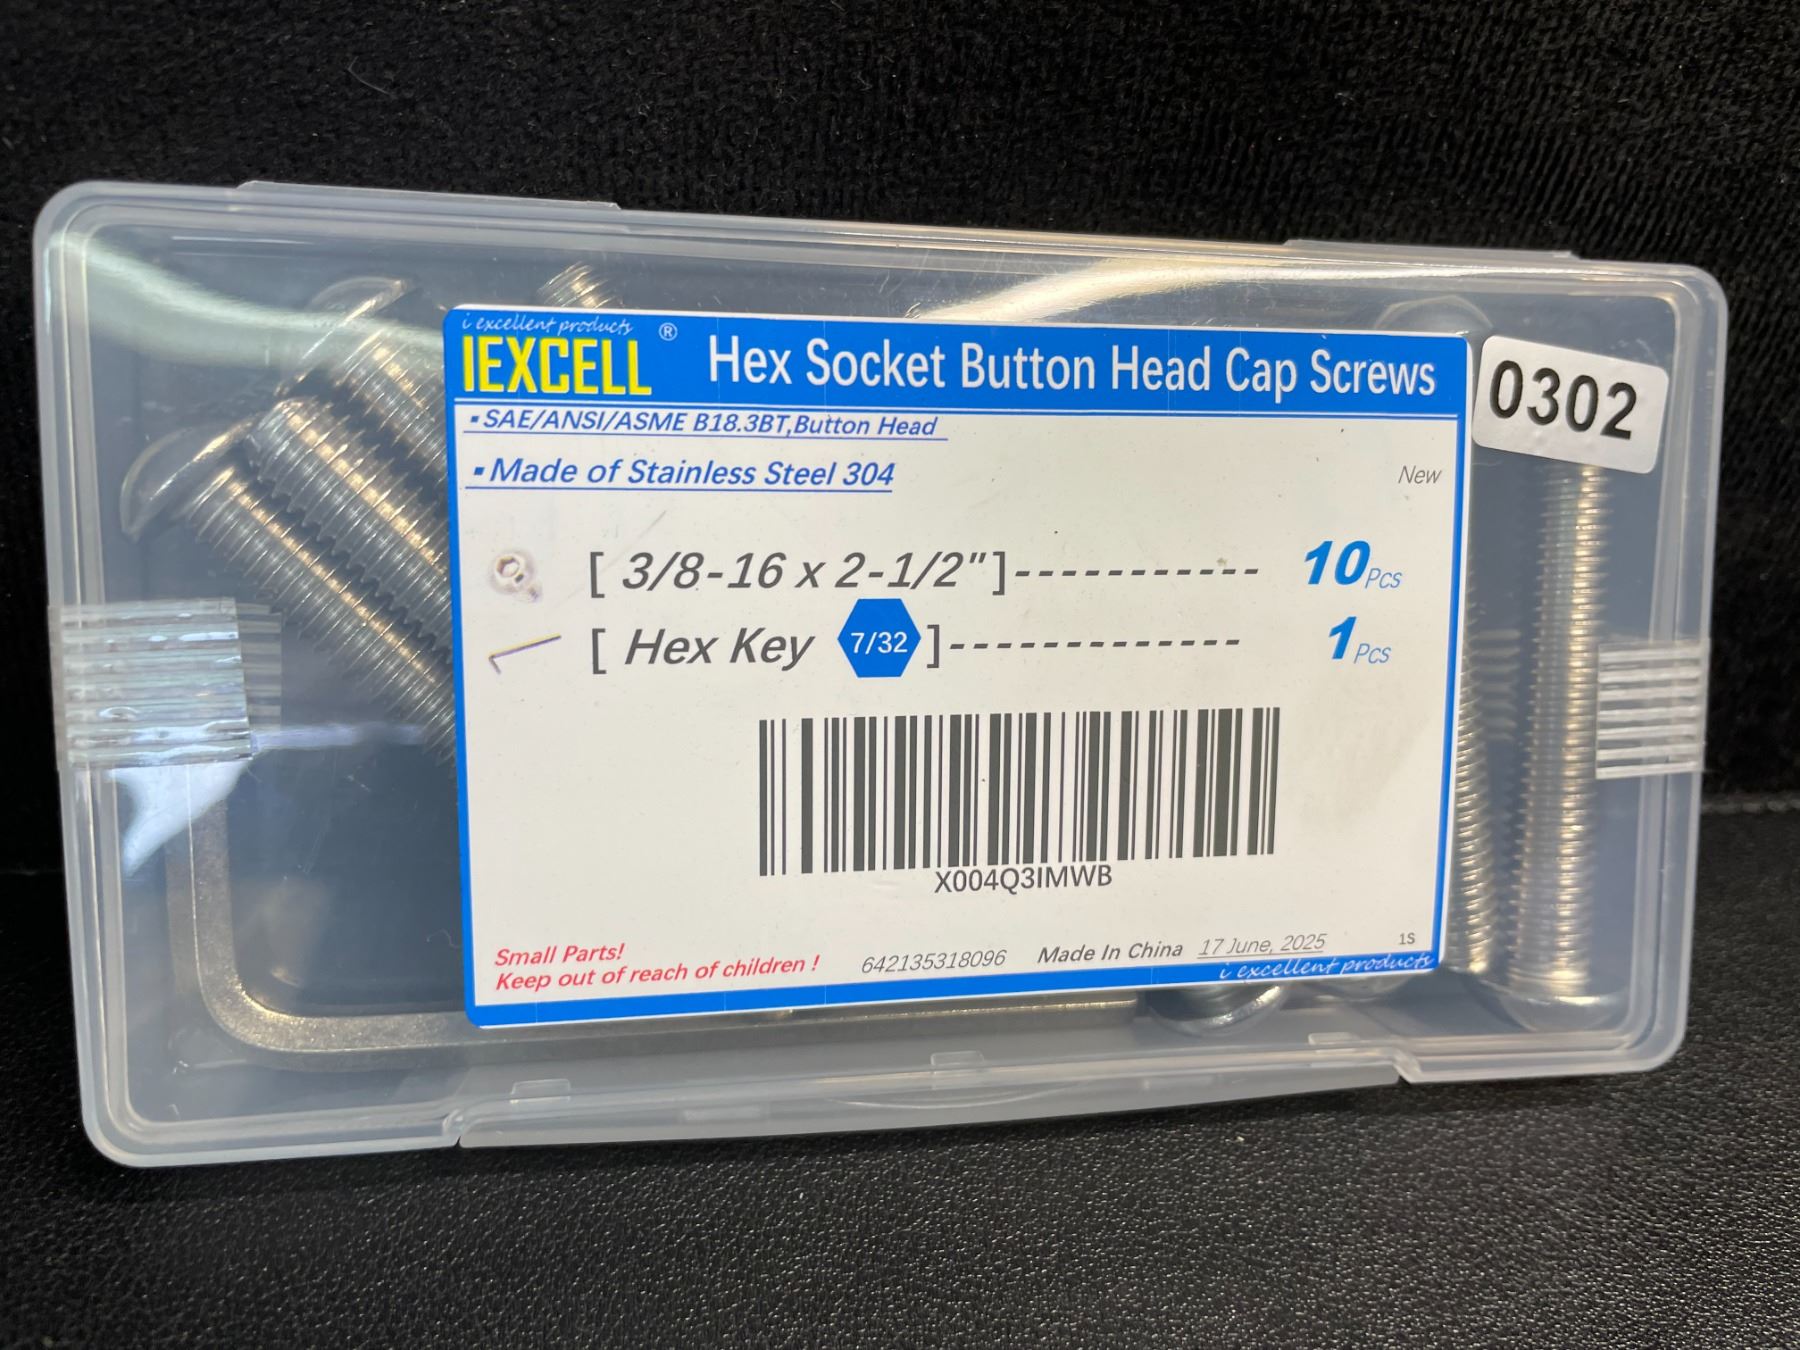 i excellent products
IEXCELL ® Hex Socket Button Head Cap Screws
0302
▪SAE/ANSI/ASME B18.3BT,Button Head
▪Made of Stainless Steel 304
New
[ 3/8-16 x 2-1/2"]----------- 10Pcs
[ Hex Key 7/32 ]------------- 1Pcs
X004Q3IMWB
Small Parts!
Keep out of reach of children !
642135318096 Made In China 17 June, 2025 1S
i excellent products